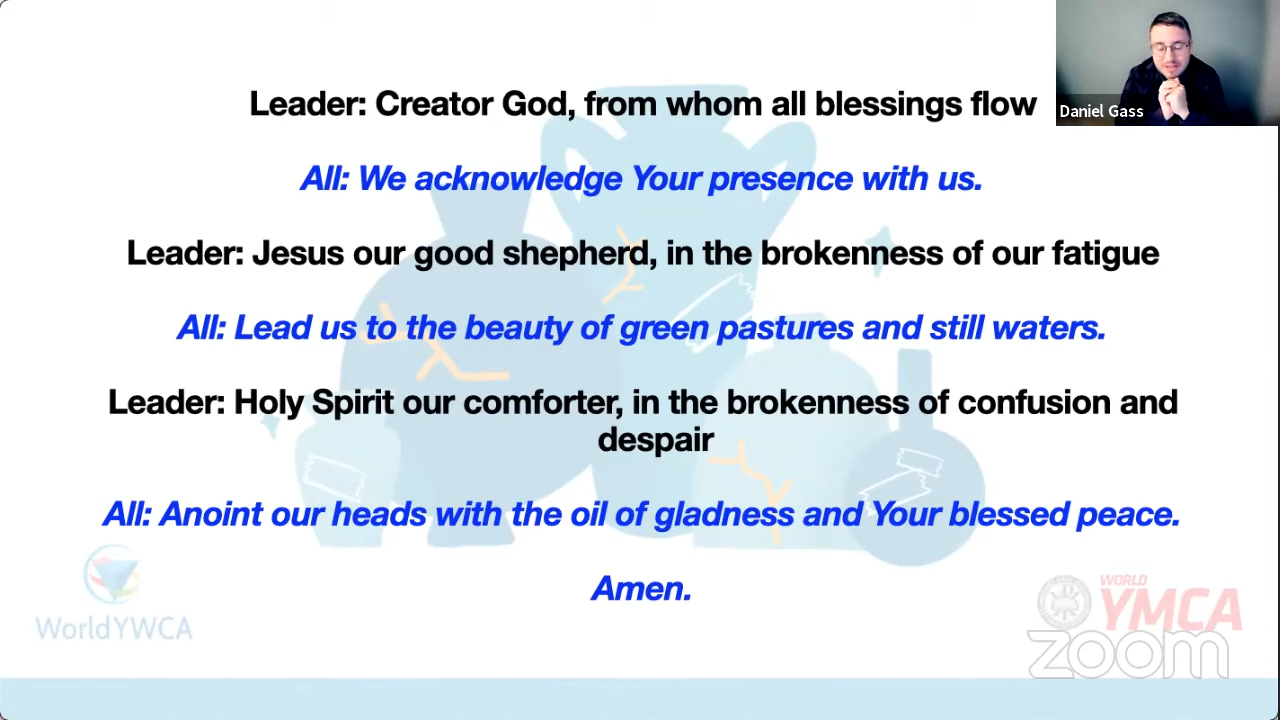 Leader: Creator God, from whom all blessings flow
Daniel Gass
All: We acknowledge Your presence with us.
Leader: Jesus our good shepherd, in the brokenness of our fatigue
All: Lead us to the beauty of green pastures and still waters.
Leader: Holy Spirit our comforter, in the brokenness of confusion and
despair
All: Anoint our heads with the oil of gladness and Your blessed peace.
Amen.
WorldYWCA
WORLD
YMCA
zoom